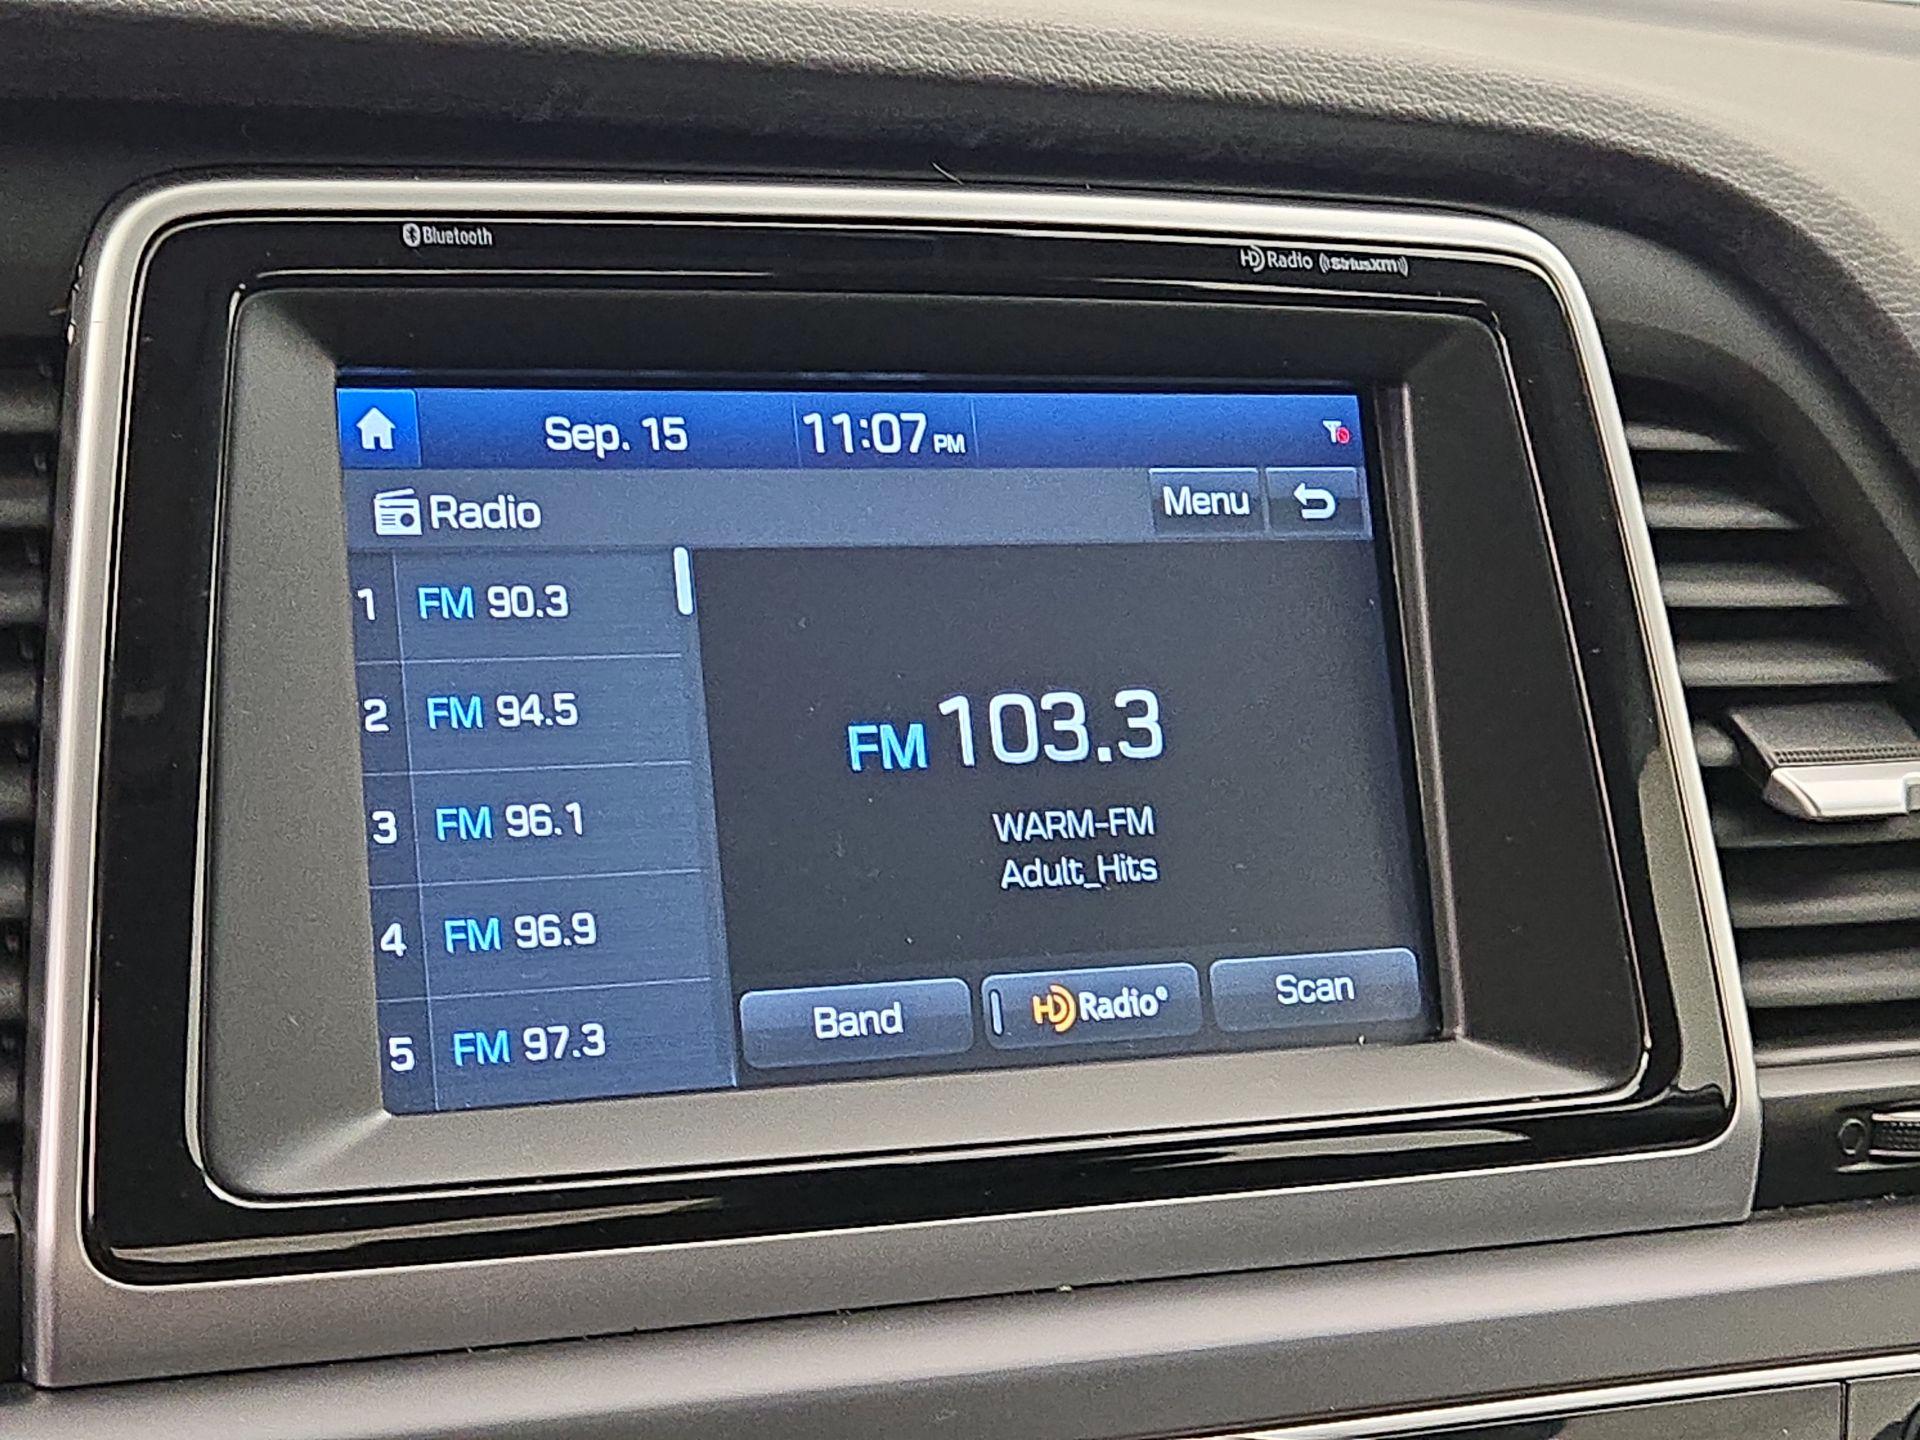 Bluetooth
HD Radio ((SiriusXM))
Sep. 15 11:07 PM
Radio Menu
1 FM 90.3
2 FM 94.5
3 FM 96.1
4 FM 96.9
5 FM 97.3
FM 103.3
WARM-FM
Adult_Hits
Band HD Radio® Scan